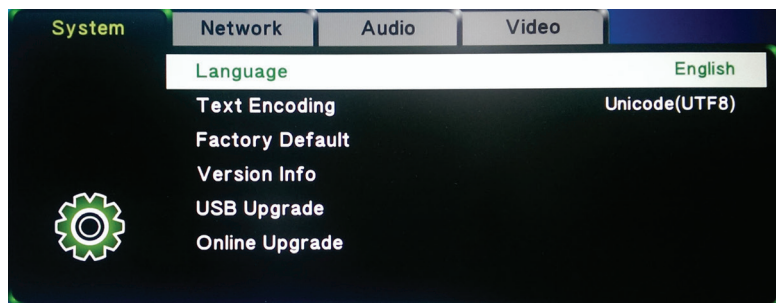 System Network Audio Video
Language English
Text Encoding Unicode(UTF8)
Factory Default
Version Info
USB Upgrade
Online Upgrade